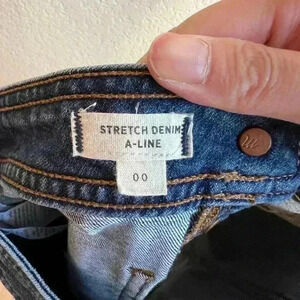 STRETCH DENIM
A-LINE
00